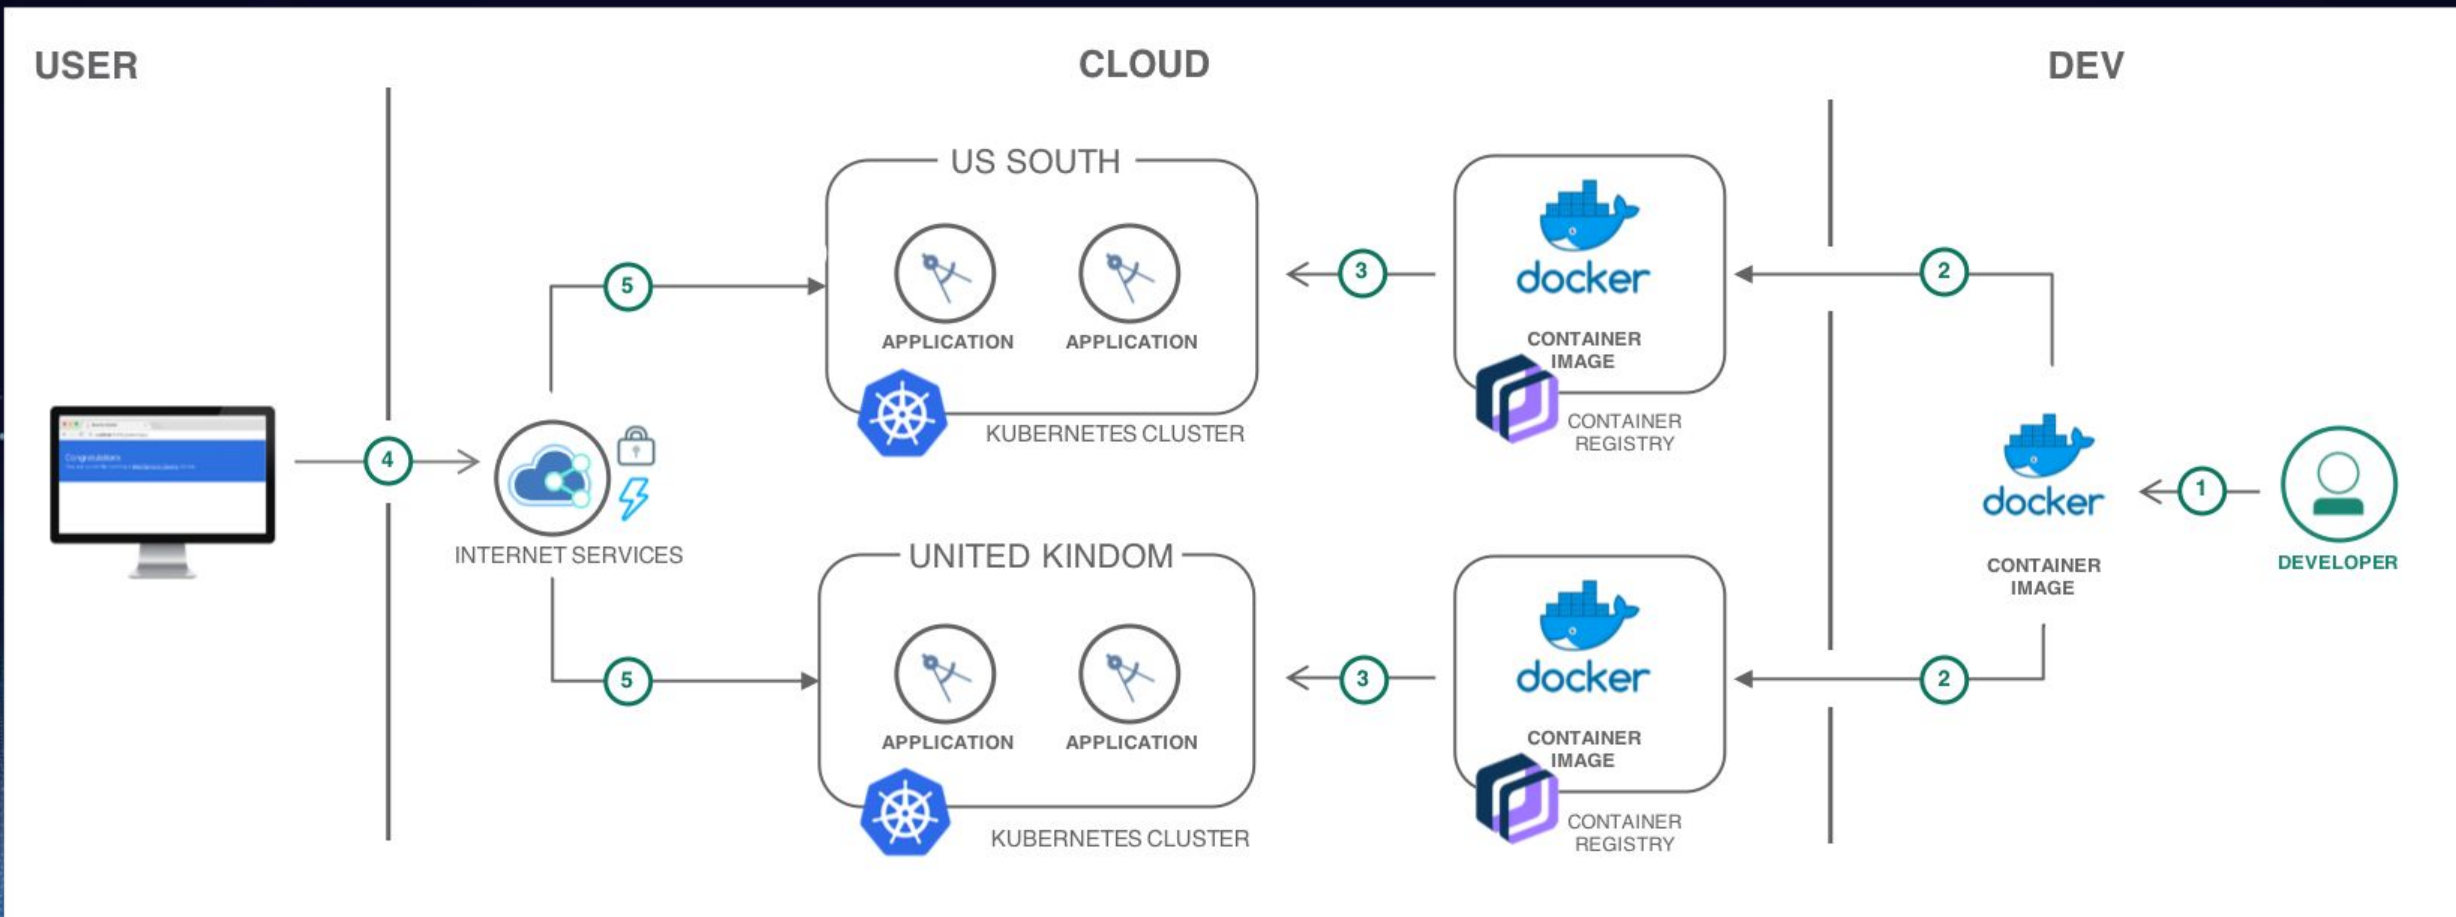 USER
CLOUD
DEV
US SOUTH
APPLICATION
APPLICATION
KUBERNETES CLUSTER
5
3
docker
CONTAINER
IMAGE
CONTAINER
REGISTRY
2
4
INTERNET SERVICES
docker
CONTAINER
IMAGE
1
DEVELOPER
UNITED KINDOM
APPLICATION
APPLICATION
KUBERNETES CLUSTER
5
3
docker
CONTAINER
IMAGE
CONTAINER
REGISTRY
2
Congratulations